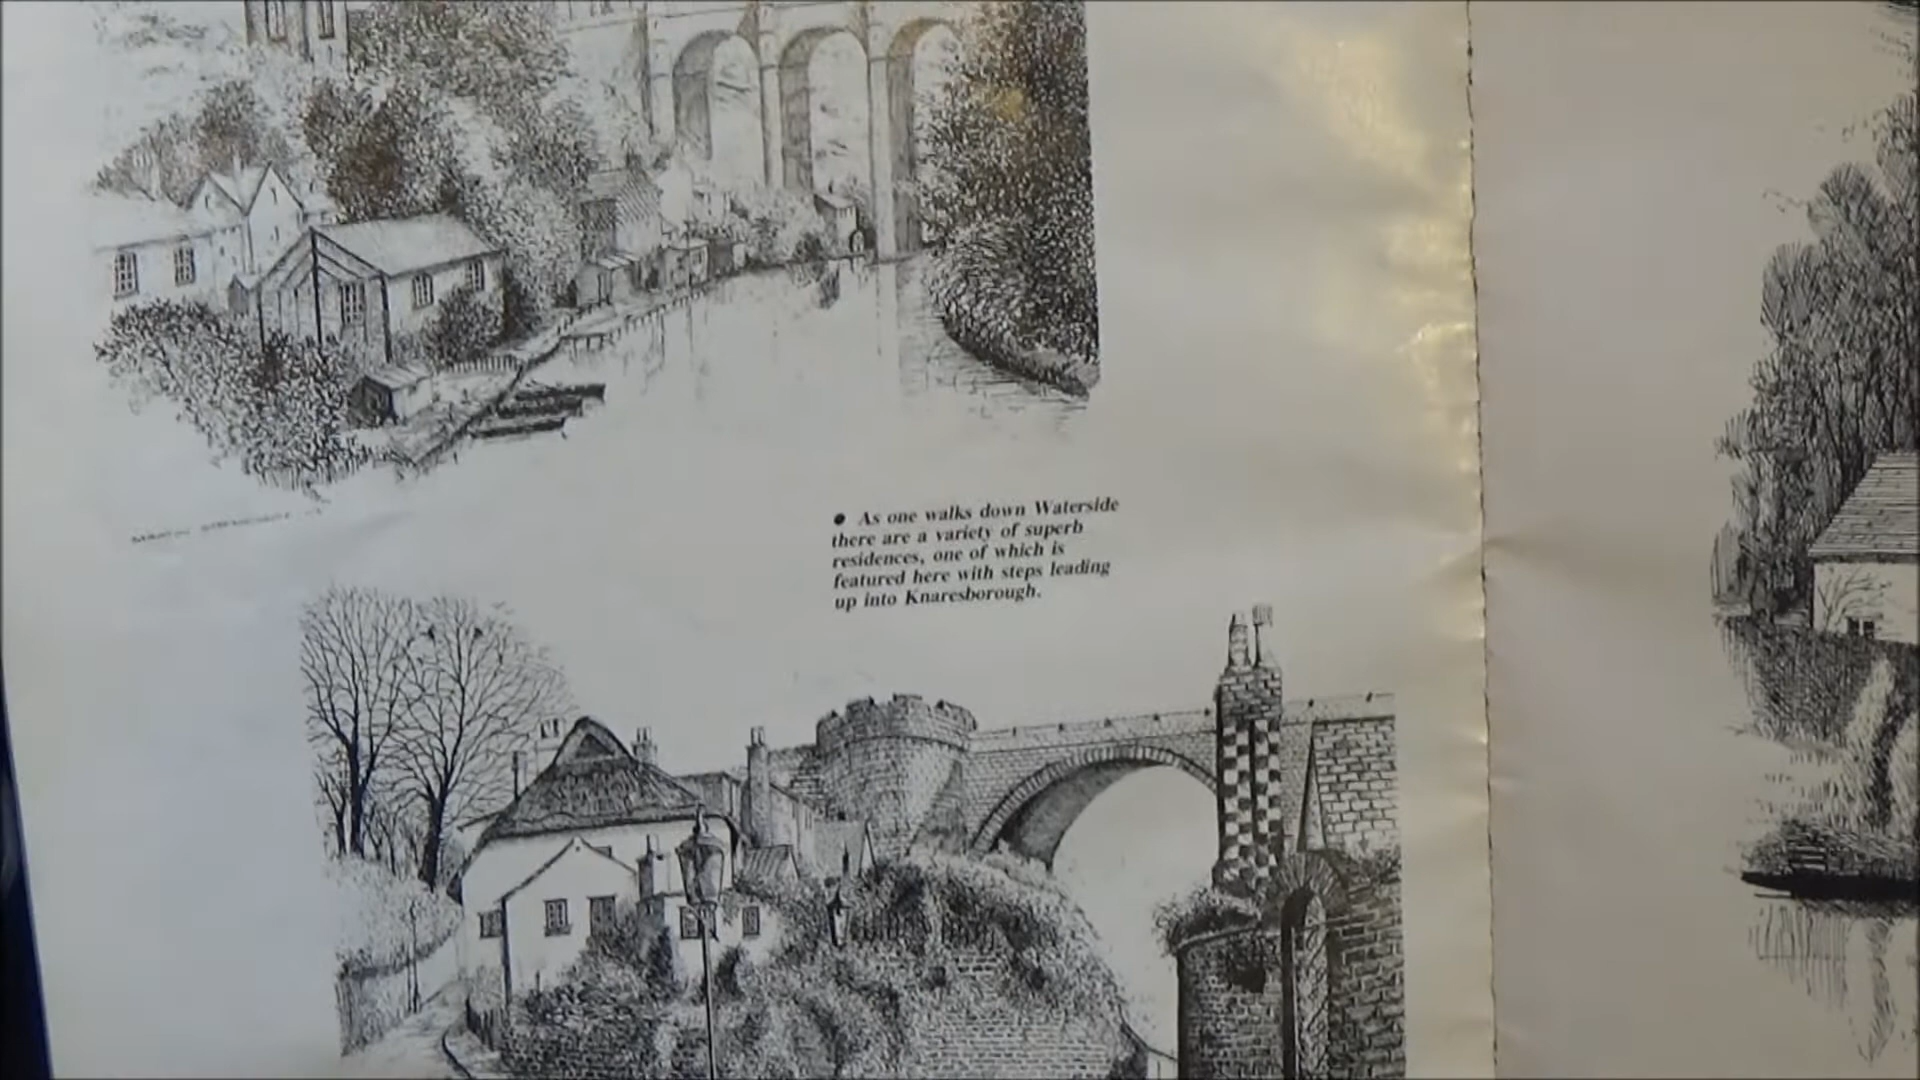 ● As one walks down Waterside
there are a variety of superb
residences, one of which is
featured here with steps leading
up into Knaresborough.